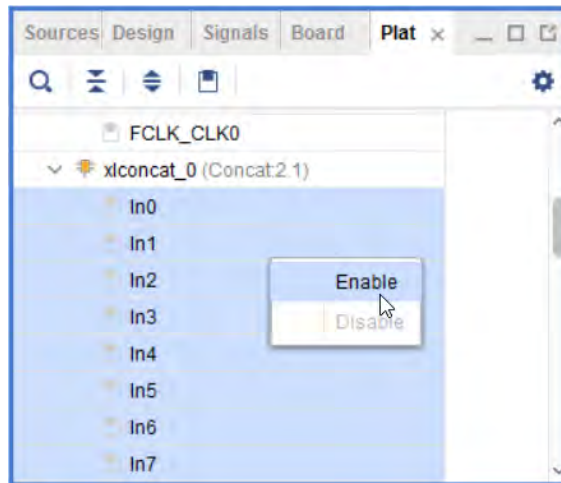 Sources Design Signals Board Plat
FCLK_CLK0
xlconcat_0 (Concat:2.1)
In0
In1
In2
Enable
In3
Disable
In4
In5
In6
In7